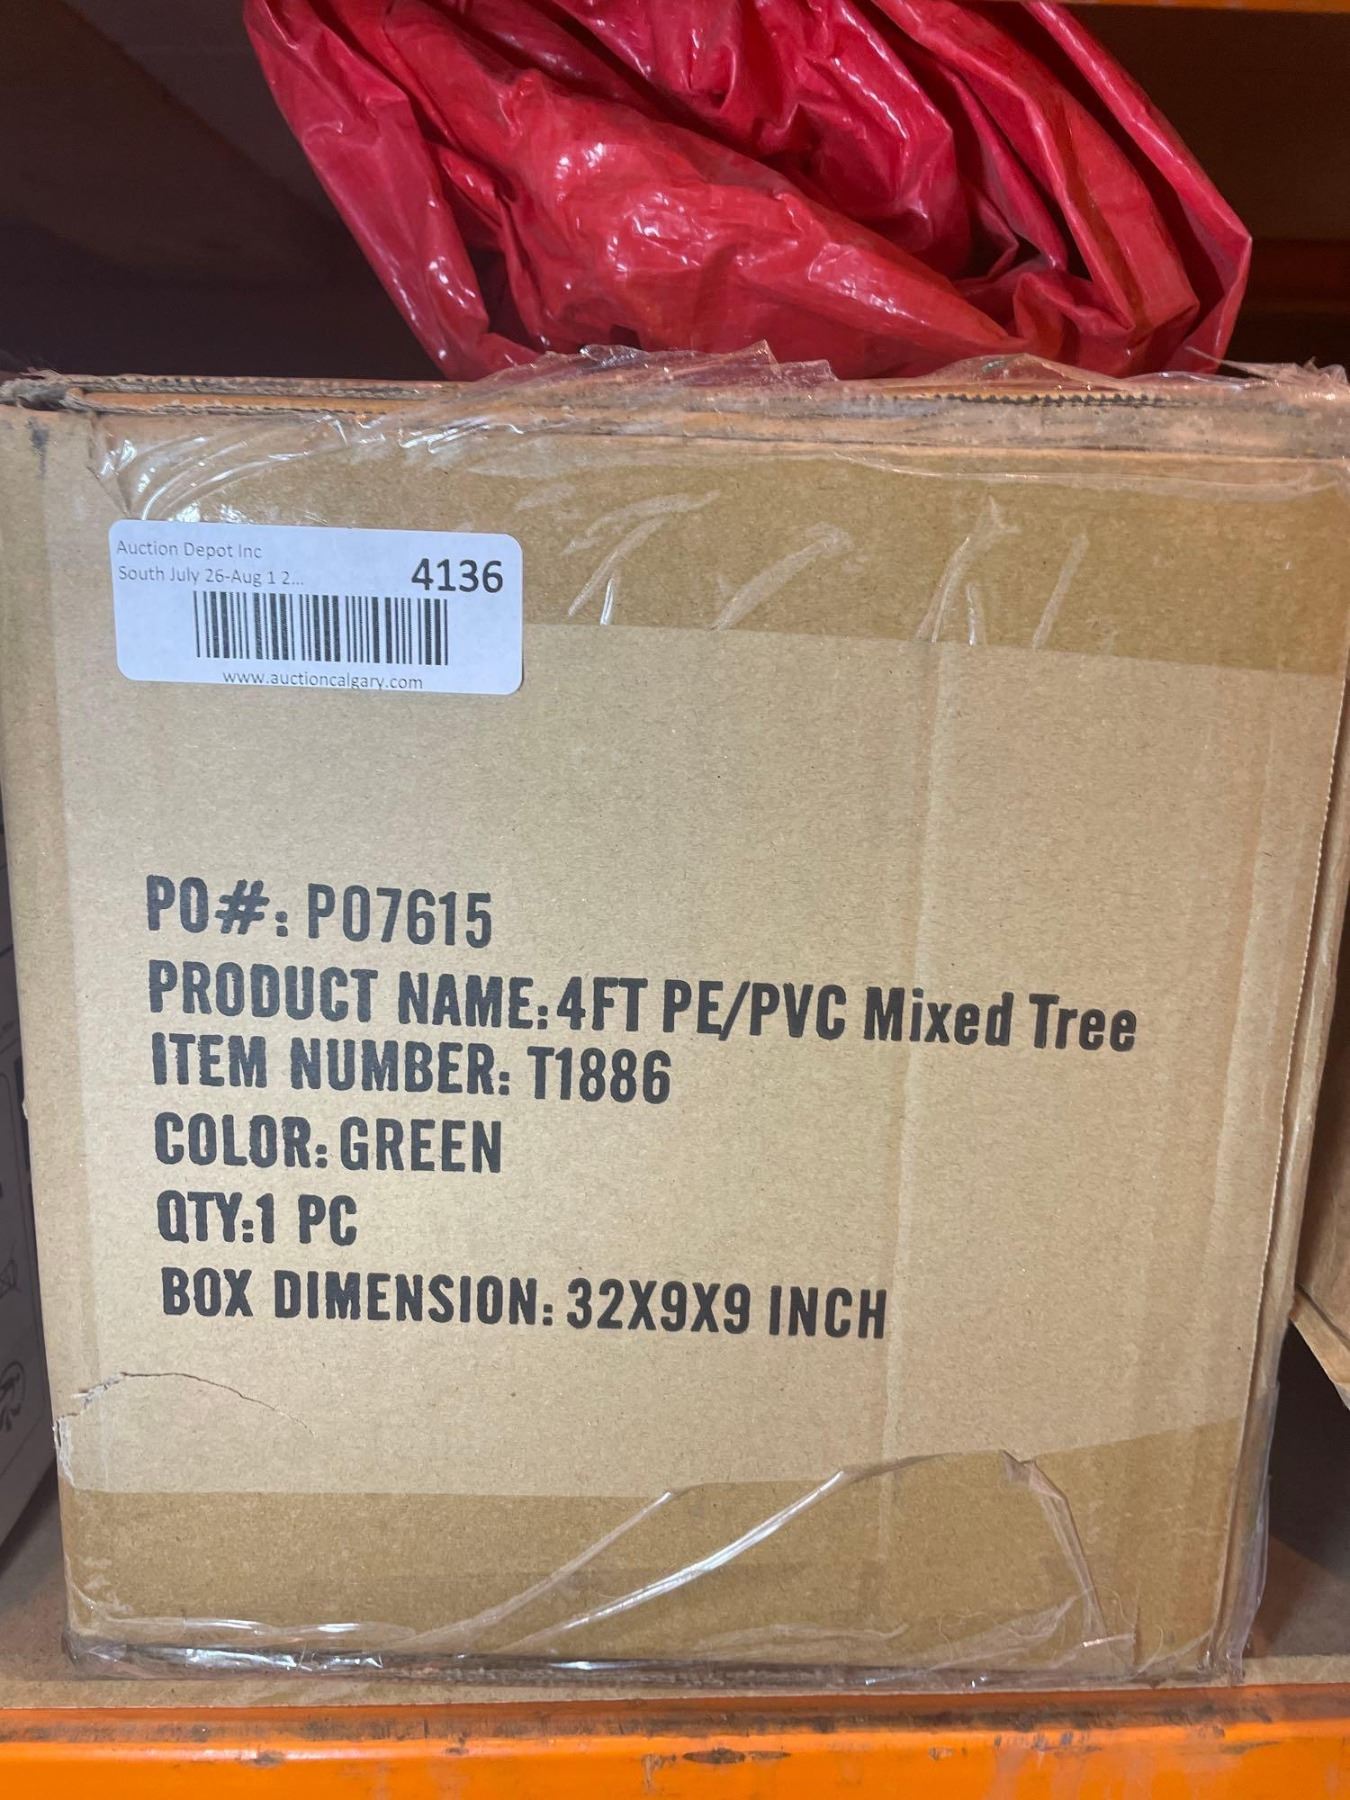 Auction Depot Inc
South July 26-Aug 1 2...
4136
www.auctioncalgary.com
PO#: PO7615
PRODUCT NAME:4FT PE/PVC Mixed Tree
ITEM NUMBER: T1886
COLOR:GREEN
QTY:1 PC
BOX DIMENSION: 32X9X9 INCH